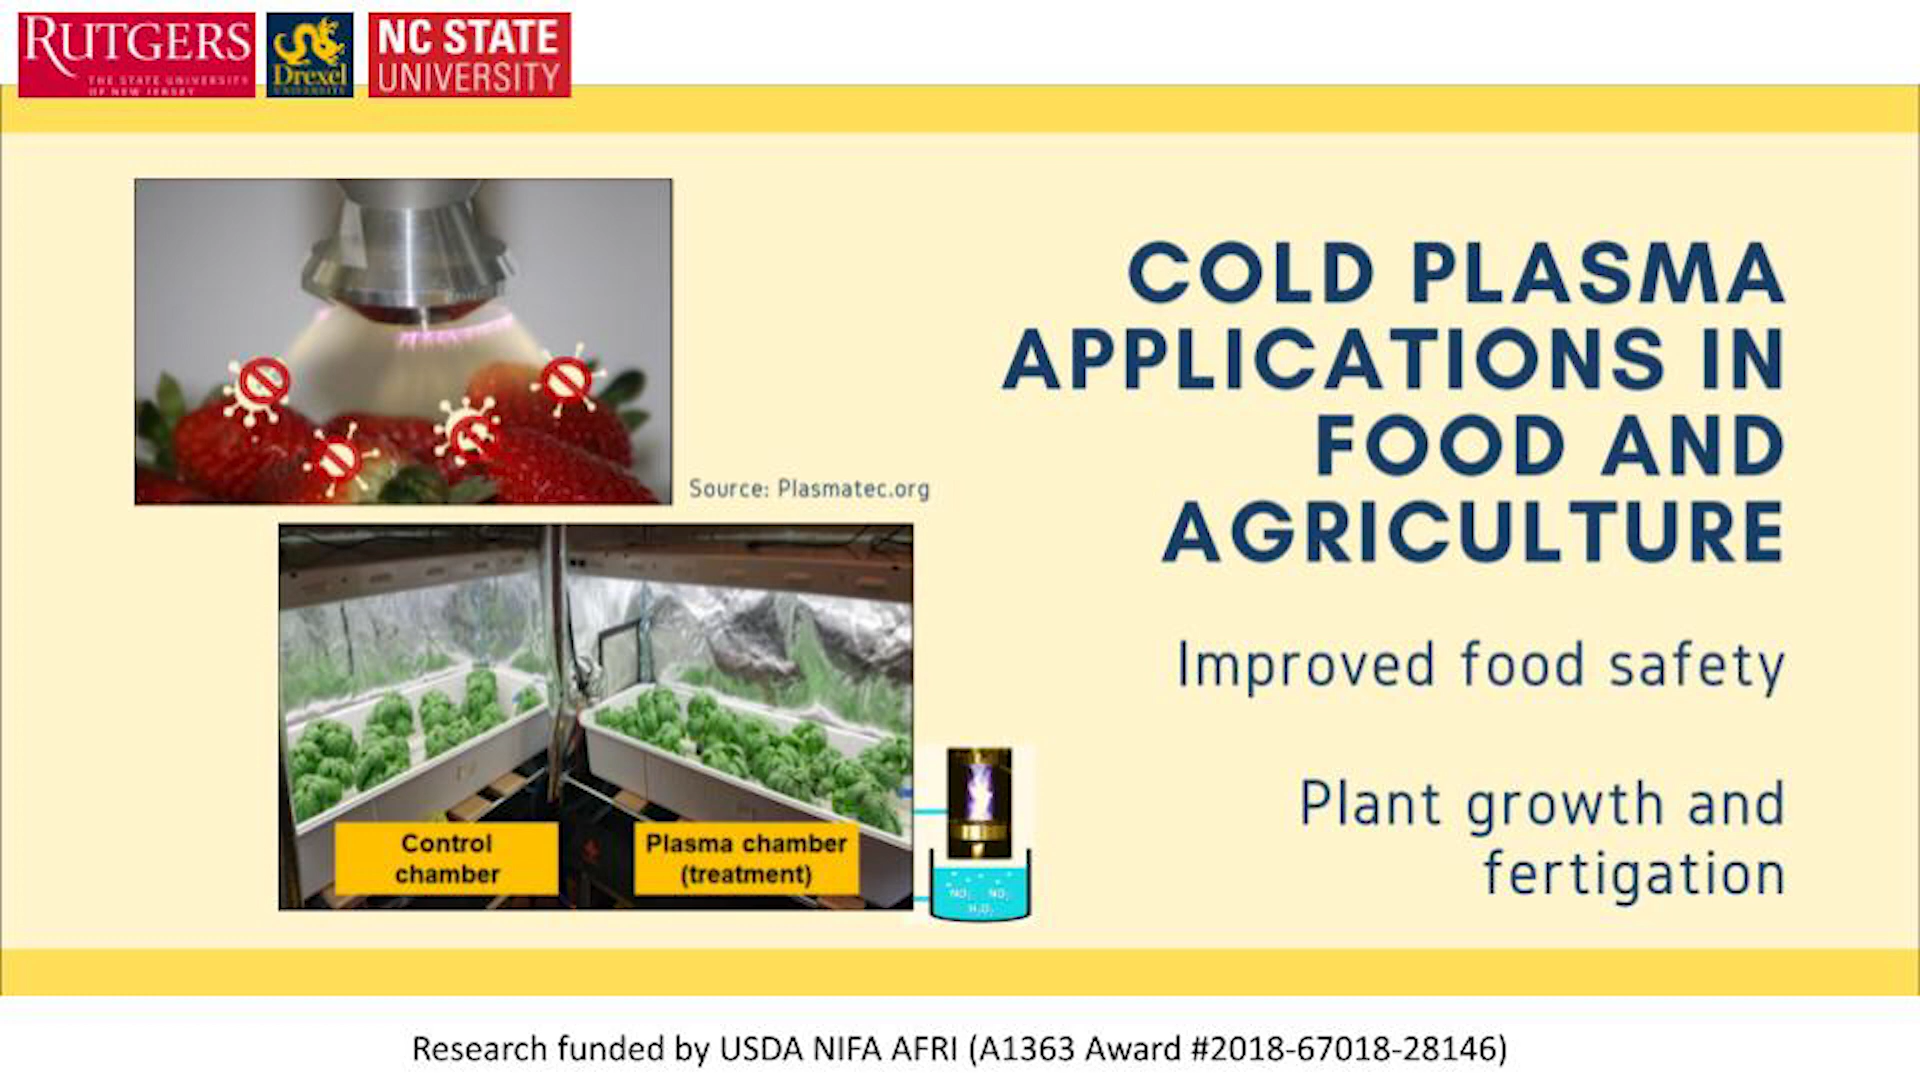 RUTGERS
THE STATE UNIVERSITY
OF NEW JERSEY
Drexel
UNIVERSITY
NC STATE
UNIVERSITY
COLD PLASMA
APPLICATIONS IN
FOOD AND
AGRICULTURE
Source: Plasmatec.org
Improved food safety
Plant growth and
fertigation
Control
chamber
Plasma chamber
(treatment)
Research funded by USDA NIFA AFRI (A1363 Award #2018-67018-28146)